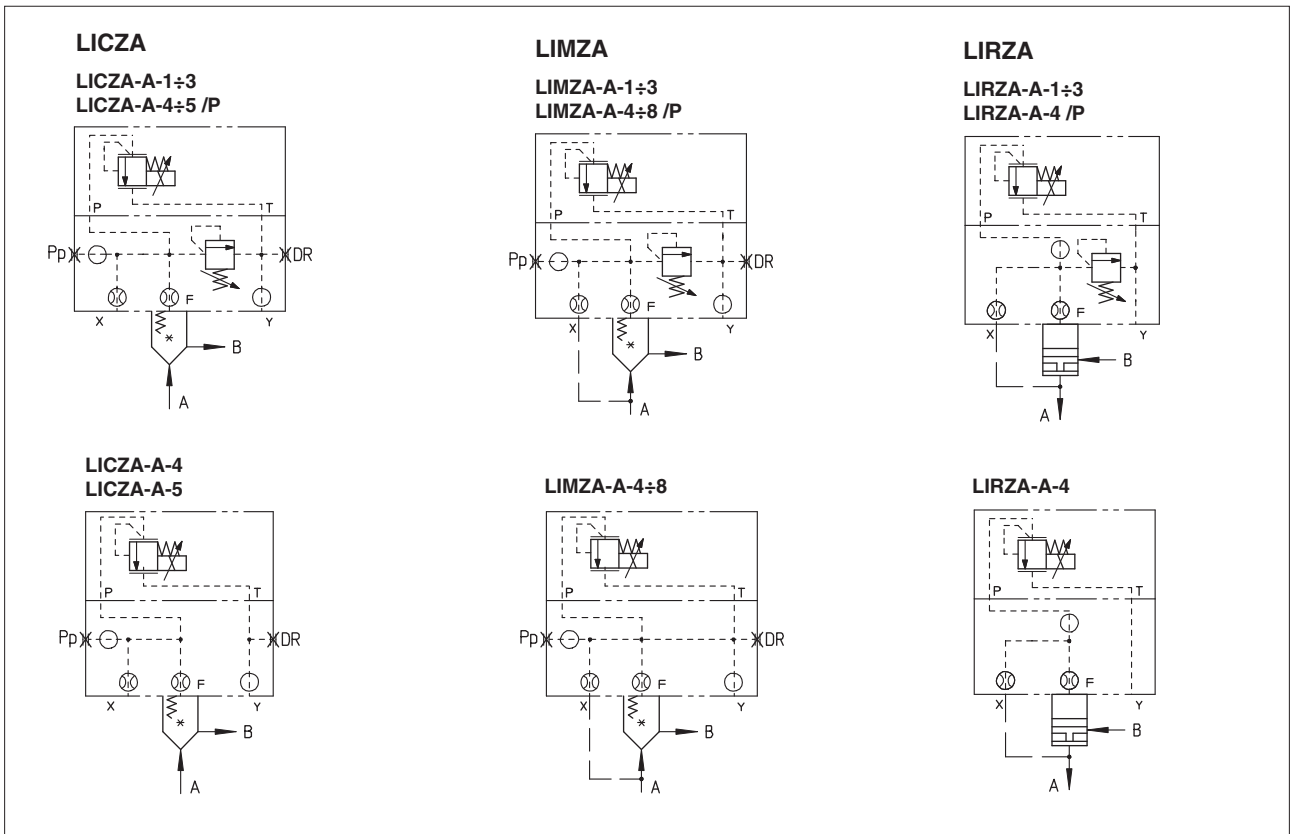 LICZA
LICZA-A-1÷3
LICZA-A-4÷5 /P
P
T
Pp
DR
X
F
Y
B
A
LIMZA
LIMZA-A-1÷3
LIMZA-A-4÷8 /P
P
T
Pp
DR
X
F
Y
B
A
LIRZA
LIRZA-A-1÷3
LIRZA-A-4 /P
P
T
X
F
Y
B
A
LICZA-A-4
LICZA-A-5
P
T
Pp
DR
X
F
Y
B
A
LIMZA-A-4÷8
P
T
Pp
DR
X
F
Y
B
A
LIRZA-A-4
P
T
X
F
Y
B
A